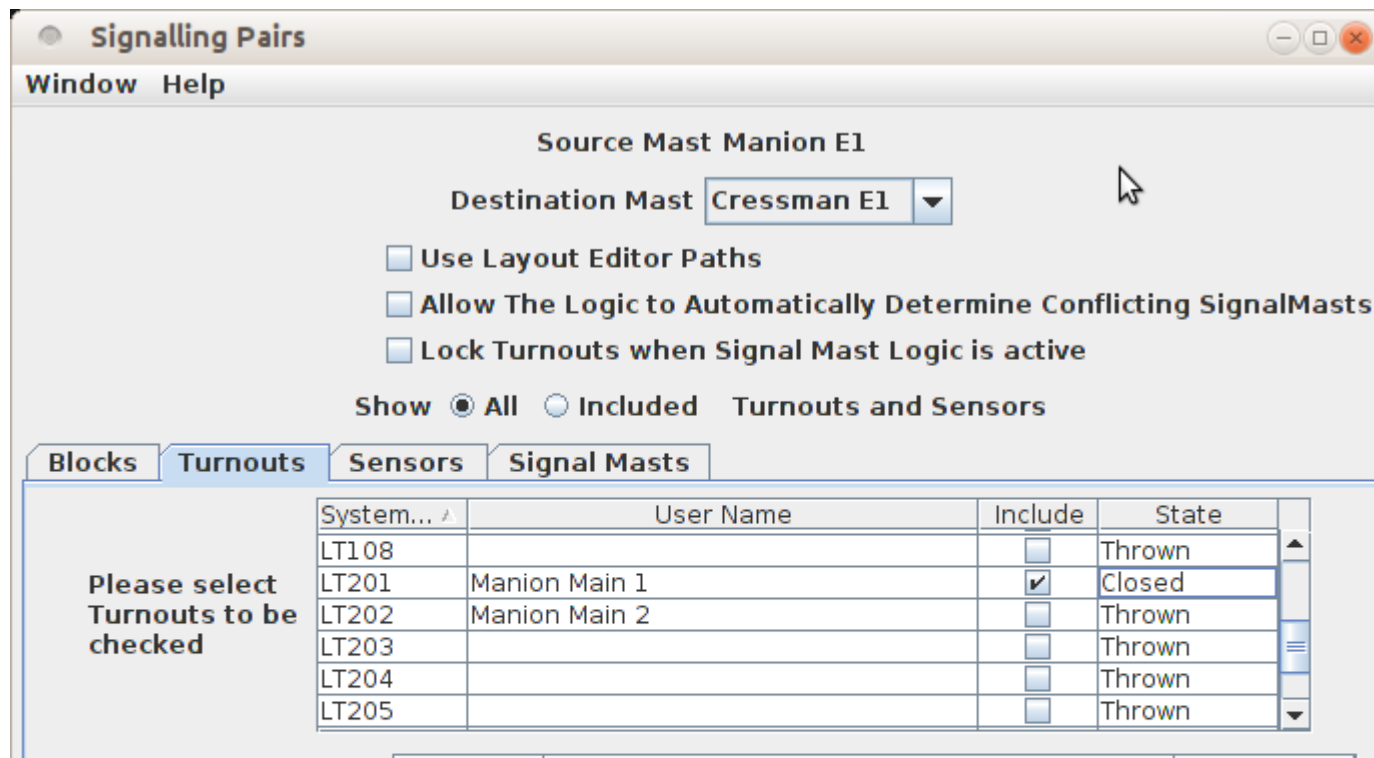 Signalling Pairs
Window Help
Source Mast Manion E1
Destination Mast Cressman E1
Use Layout Editor Paths
Allow The Logic to Automatically Determine Conflicting SignalMasts
Lock Turnouts when Signal Mast Logic is active
Show All Included Turnouts and Sensors
Blocks Turnouts Sensors Signal Masts
Please select
Turnouts to be
checked
System... User Name Include State
LT108 Thrown
LT201 Manion Main 1 Closed
LT202 Manion Main 2 Thrown
LT203 Thrown
LT204 Thrown
LT205 Thrown